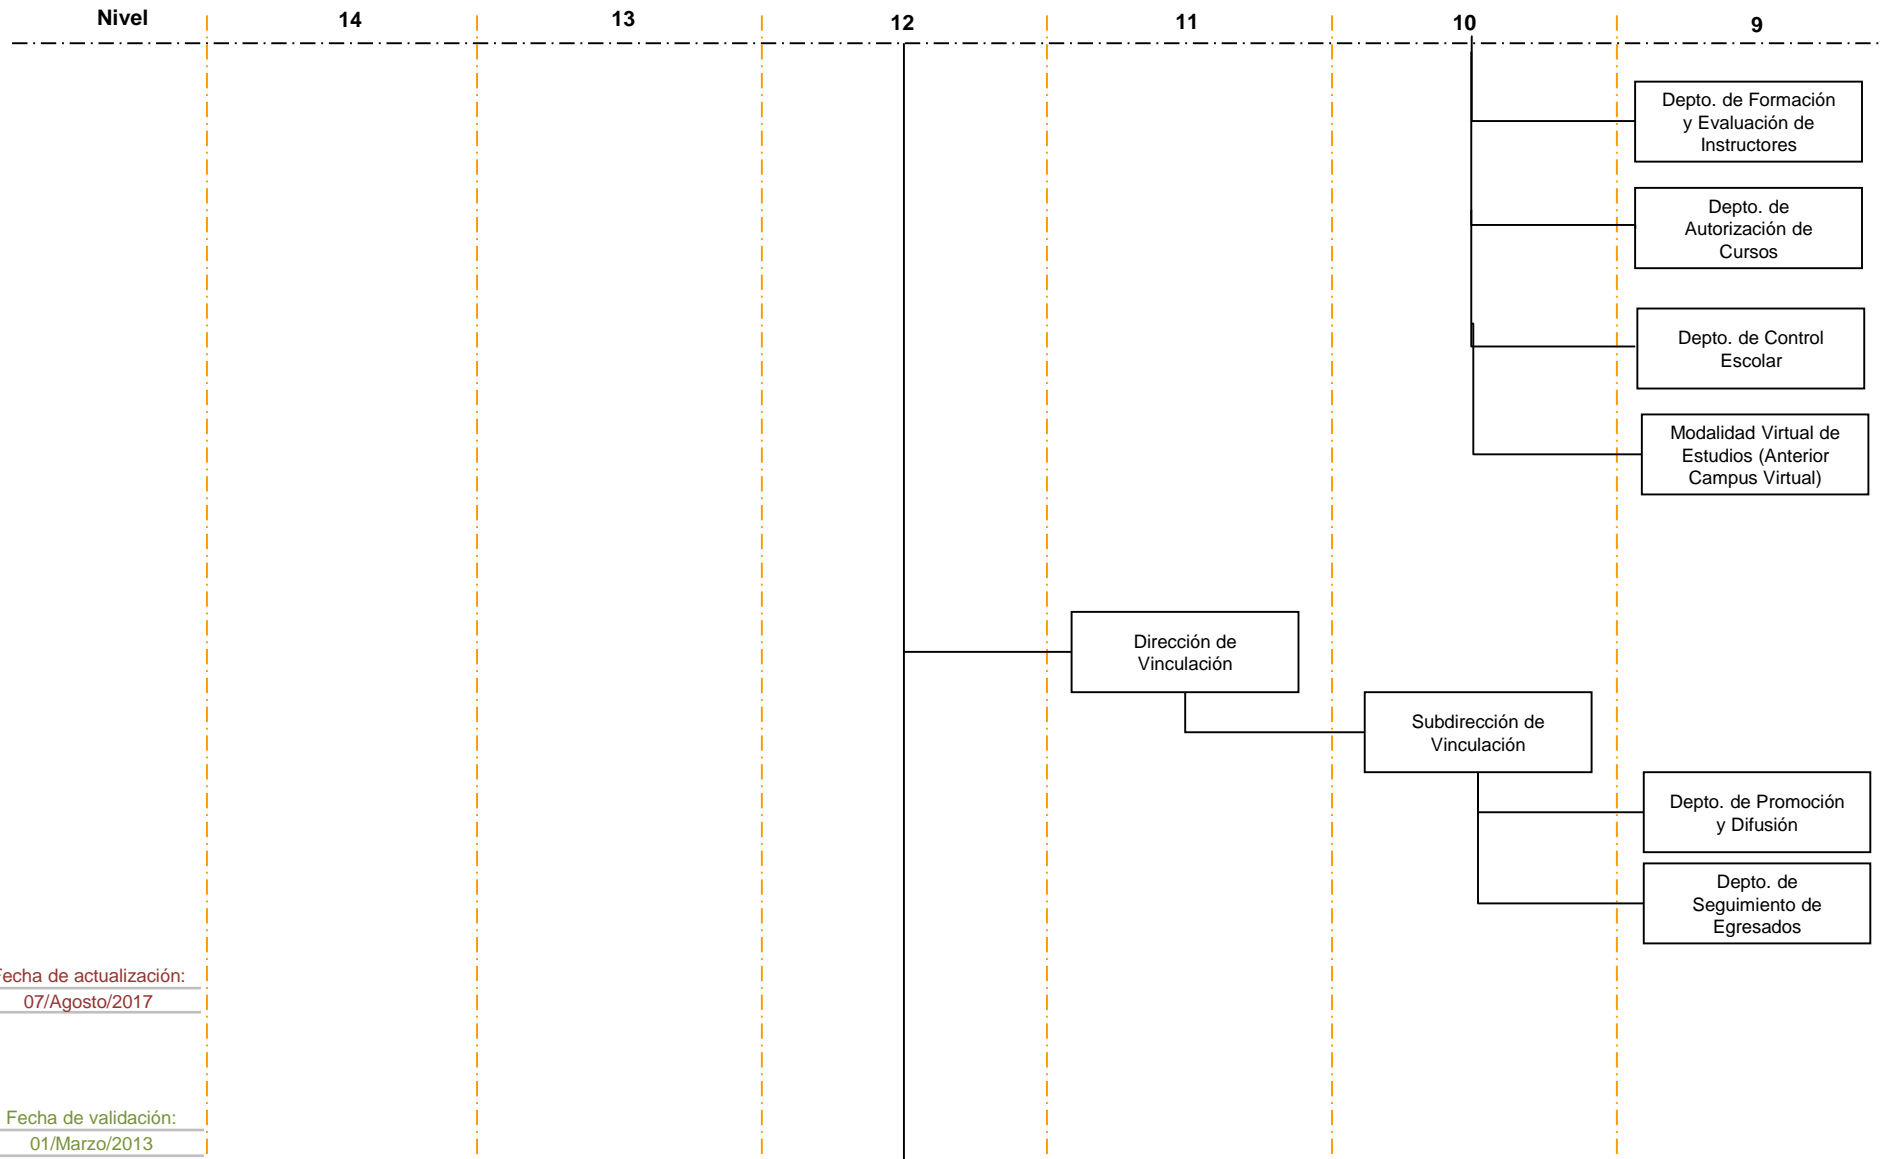 Nivel
14
13
12
11
10
9
Depto. de Formación
y Evaluación de
Instructores
Depto. de
Autorización de
Cursos
Depto. de Control
Escolar
Modalidad Virtual de
Estudios (Anterior
Campus Virtual)
Dirección de
Vinculación
Subdirección de
Vinculación
Depto. de Promoción
y Difusión
Depto. de
Seguimiento de
Egresados
Fecha de actualización:
07/Agosto/2017
Fecha de validación:
01/Marzo/2013